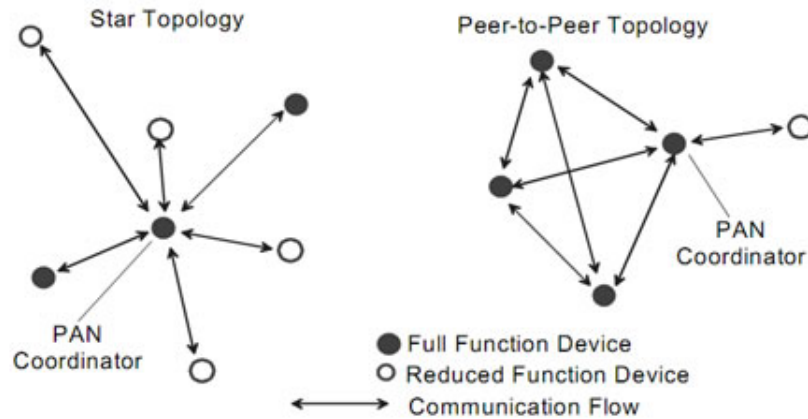 Star Topology
Peer-to-Peer Topology
PAN
Coordinator
PAN
Coordinator
Full Function Device
Reduced Function Device
Communication Flow